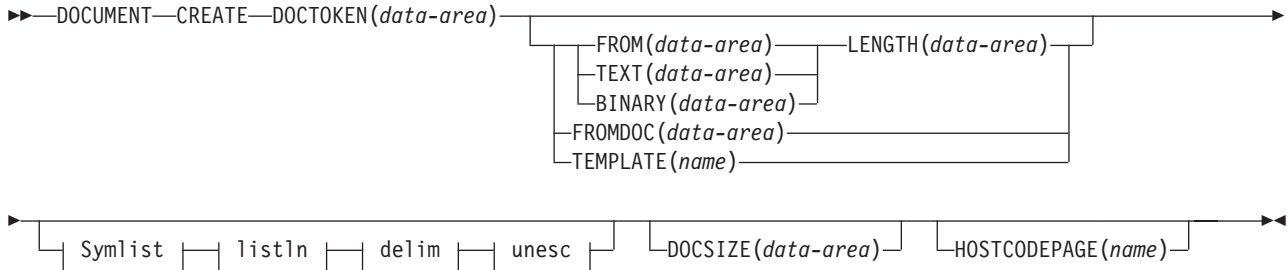 DOCUMENT CREATE DOCTOKEN(data-area)
FROM(data-area) LENGTH(data-area)
TEXT(data-area)
BINARY(data-area)
FROMDOC(data-area)
TEMPLATE(name)
Symlist listln delim unesc DOCSIZE(data-area) HOSTCODEPAGE(name)